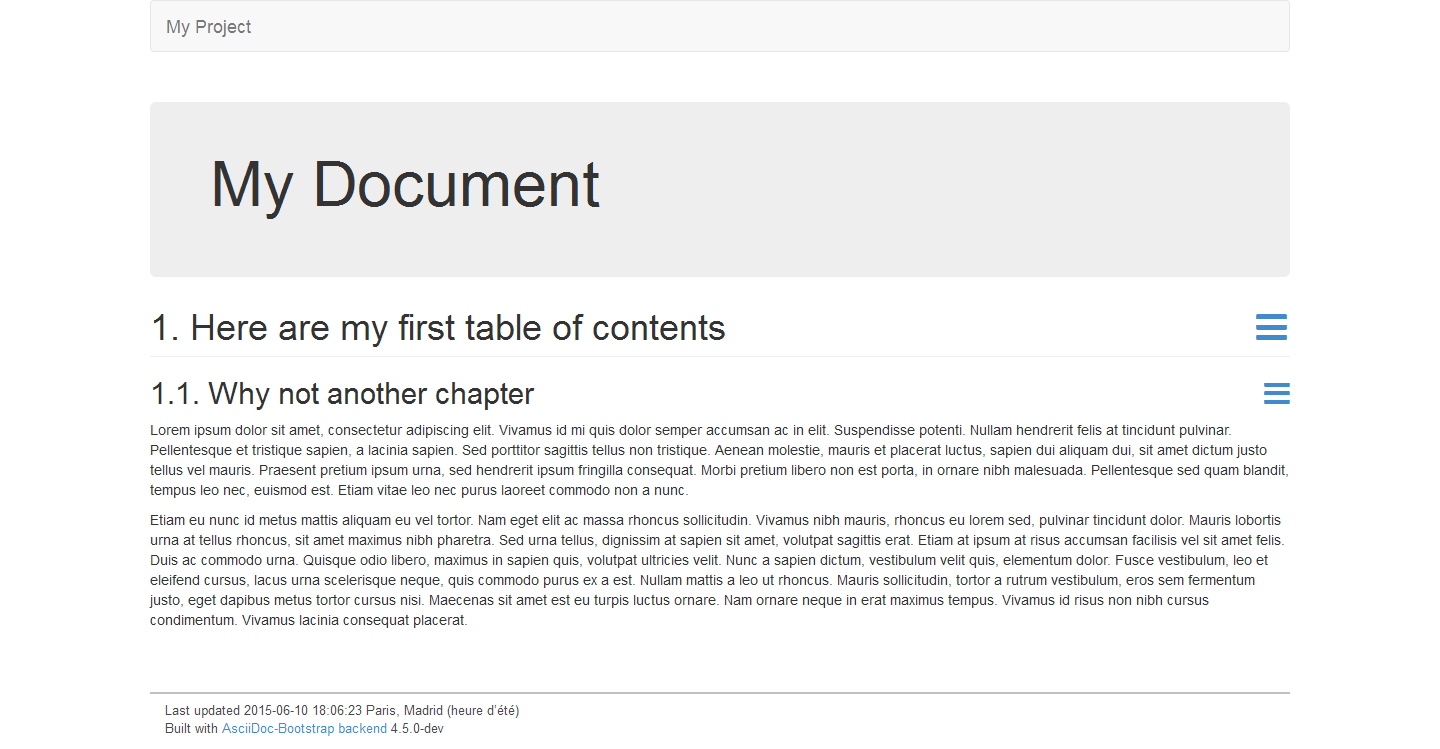 My Project
My Document
1. Here are my first table of contents
1.1. Why not another chapter
Lorem ipsum dolor sit amet, consectetur adipiscing elit. Vivamus id mi quis dolor semper accumsan ac in elit. Suspendisse potenti. Nullam hendrerit felis at tincidunt pulvinar.
Pellentesque et tristique sapien, a lacinia sapien. Sed porttitor sagittis tellus non tristique. Aenean molestie, mauris et placerat luctus, sapien dui aliquam dui, sit amet dictum justo
tellus vel mauris. Praesent pretium ipsum urna, sed hendrerit ipsum fringilla consequat. Morbi pretium libero non est porta, in ornare nibh malesuada. Pellentesque sed quam blandit,
tempus leo nec, euismod est. Etiam vitae leo nec purus laoreet commodo non a nunc.
Etiam eu nunc id metus mattis aliquam eu vel tortor. Nam eget elit ac massa rhoncus sollicitudin. Vivamus nibh mauris, rhoncus eu lorem sed, pulvinar tincidunt dolor. Mauris lobortis
urna at tellus rhoncus, sit amet maximus nibh pharetra. Sed urna tellus, dignissim at sapien sit amet, volutpat sagittis erat. Etiam at ipsum at risus accumsan facilisis vel sit amet felis.
Duis ac commodo urna. Quisque odio libero, maximus in sapien quis, volutpat ultricies velit. Nunc a sapien dictum, vestibulum velit quis, elementum dolor. Fusce vestibulum, leo et
eleifend cursus, lacus urna scelerisque neque, quis commodo purus ex a est. Nullam mattis a leo ut rhoncus. Mauris sollicitudin, tortor a rutrum vestibulum, eros sem fermentum
justo, eget dapibus metus tortor cursus nisi. Maecenas sit amet est eu turpis luctus ornare. Nam ornare neque in erat maximus tempus. Vivamus id risus non nibh cursus
condimentum. Vivamus lacinia consequat placerat.
Last updated 2015-06-10 18:06:23 Paris, Madrid (heure d'été)
Built with AsciiDoc-Bootstrap backend 4.5.0-dev